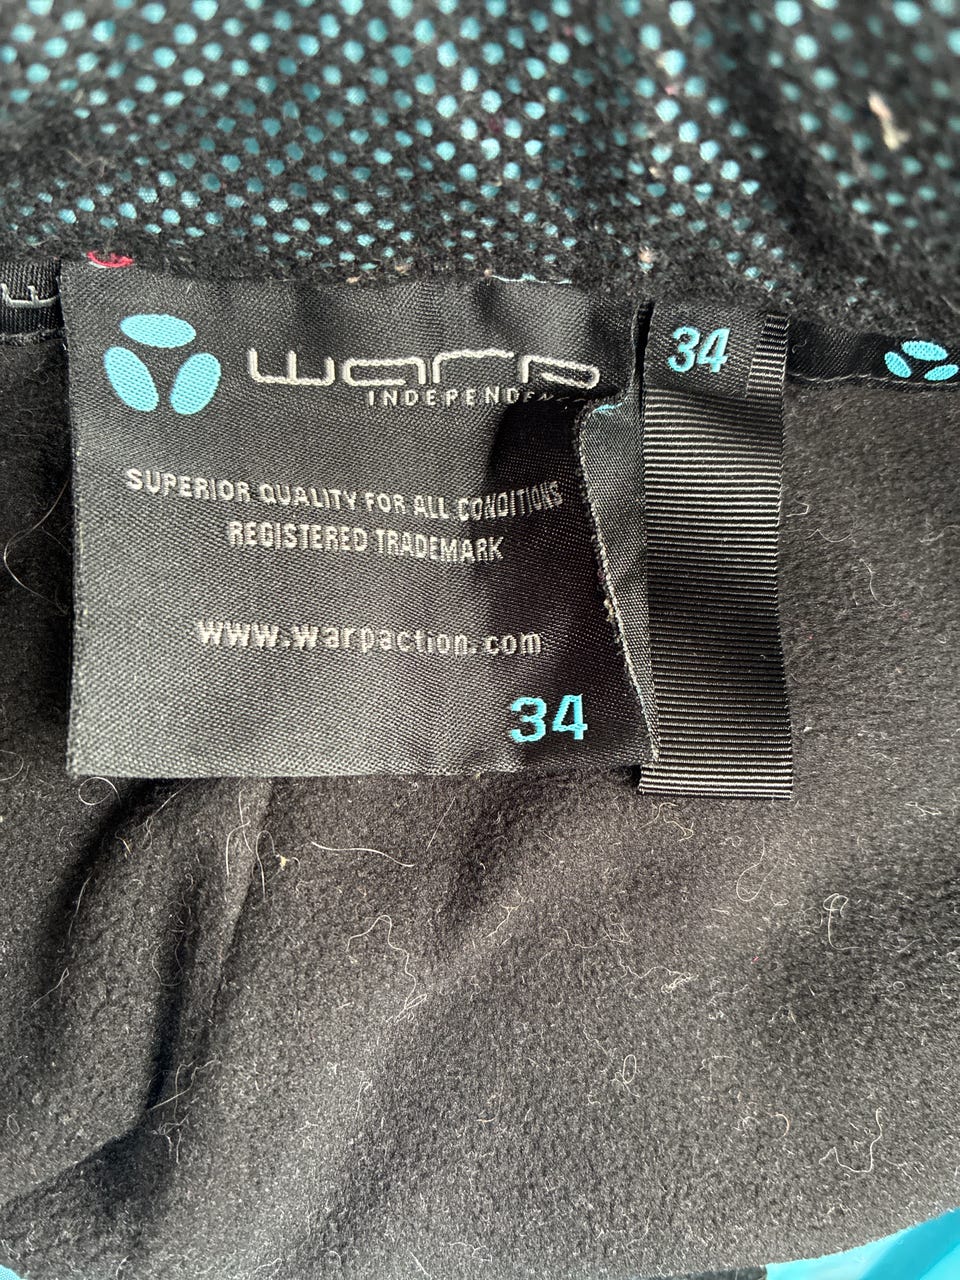 warp
34
SUPERIOR QUALITY FOR ALL CONDITIONS
REGISTERED TRADEMARK
www.warpaction.com
34